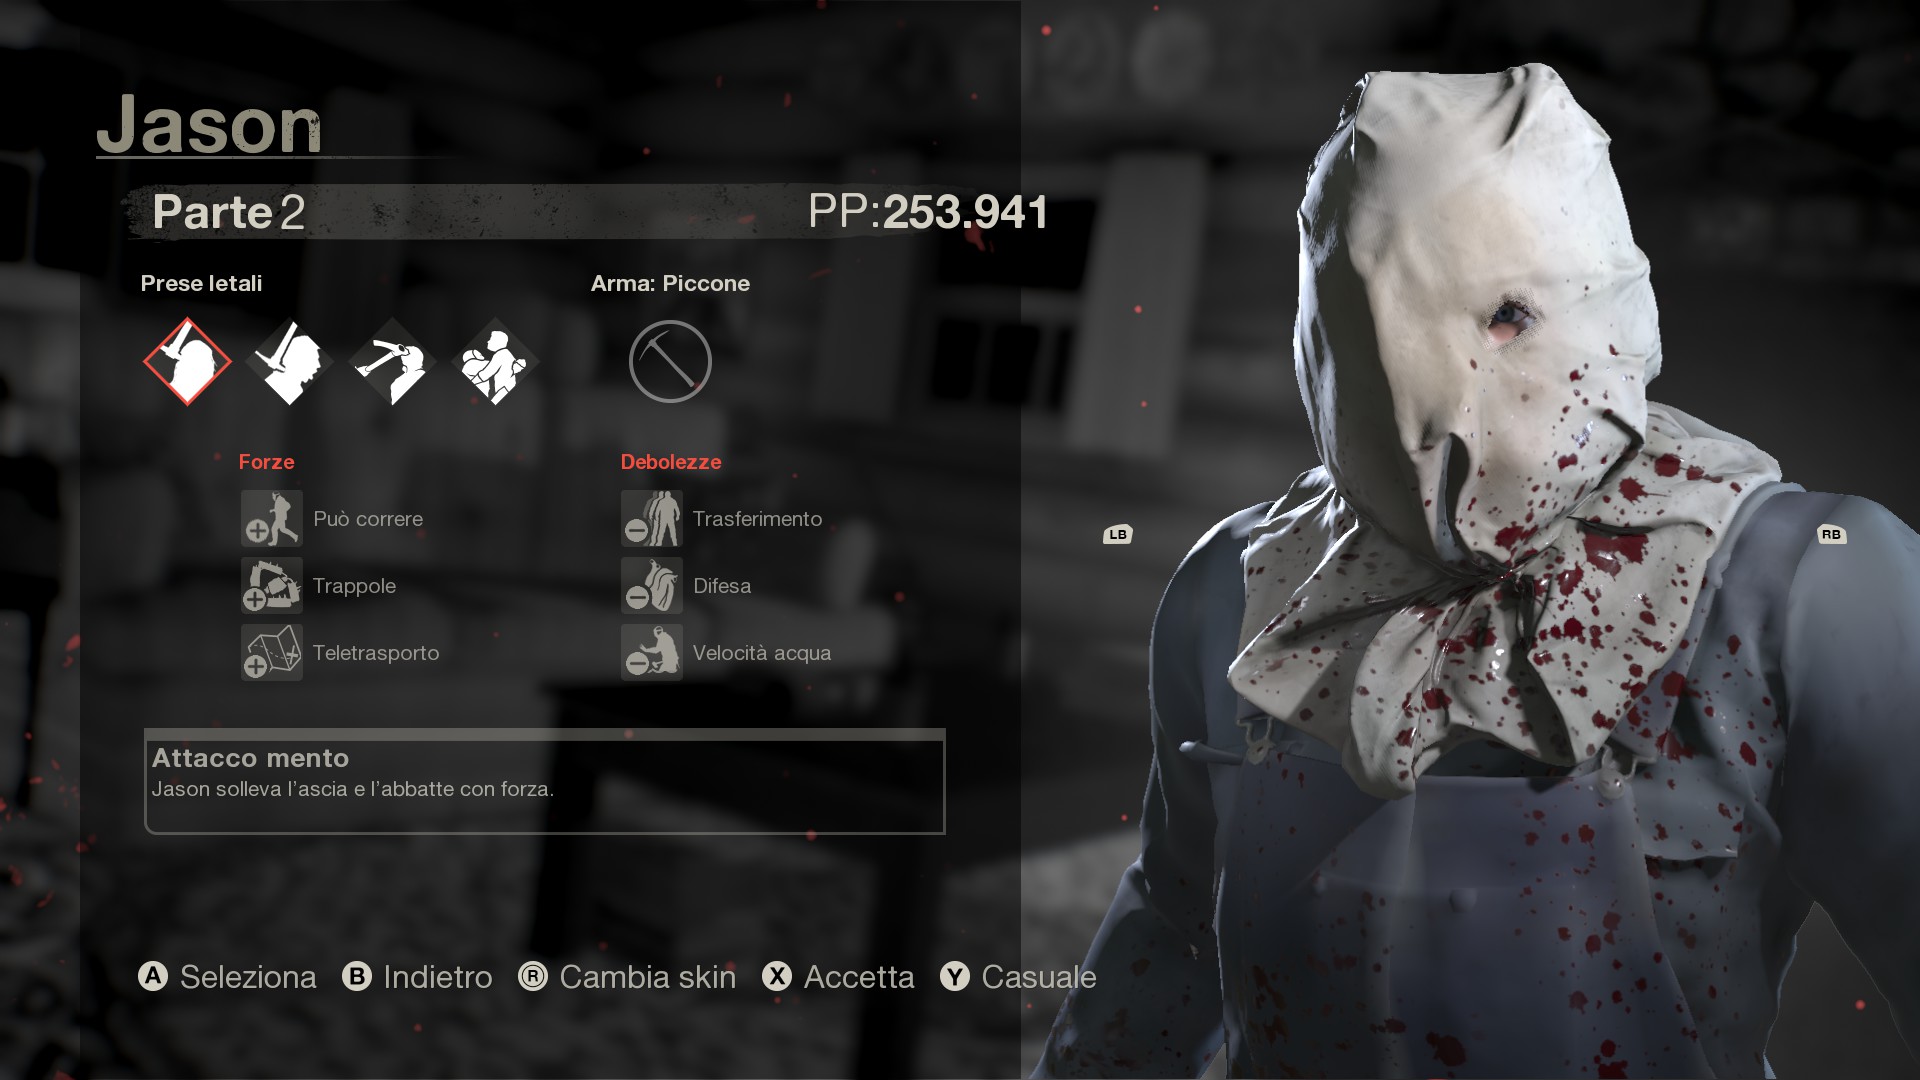 Jason
Parte 2
PP:253.941
Prese letali
Arma: Piccone
Forze
Debolezze
Può correre
Trasferimento
Trappole
Difesa
Teletrasporto
Velocità acqua
LB
RB
Attacco mento
Jason solleva l'ascia e l'abbatte con forza.
A Seleziona B Indietro R Cambia skin X Accetta Y Casuale